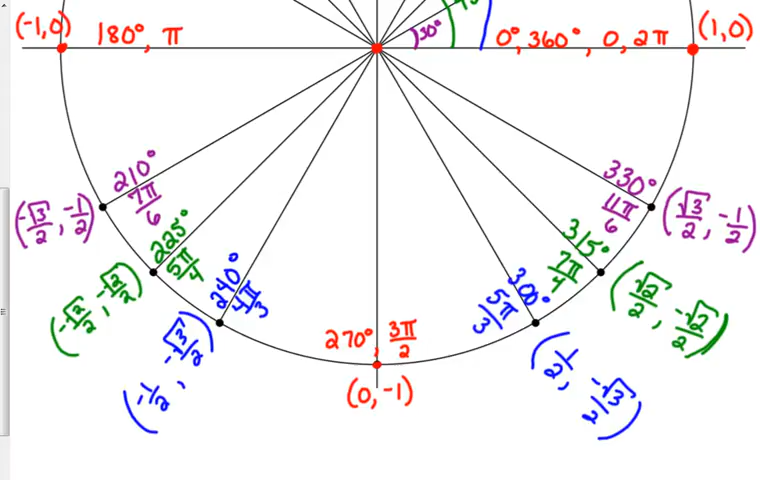 (-1,0)
180°, π
30°
0°, 360°, 0, 2π
(1,0)
210°
7π/6
(-√3/2, -1/2)
225°
5π/4
(-√2/2, -√2/2)
240°
4π/3
(-1/2, -√3/2)
270°, 3π/2
(0,-1)
300°
5π/3
(1/2, -√3/2)
315°
7π/4
(√2/2, -√2/2)
330°
11π/6
(√3/2, -1/2)